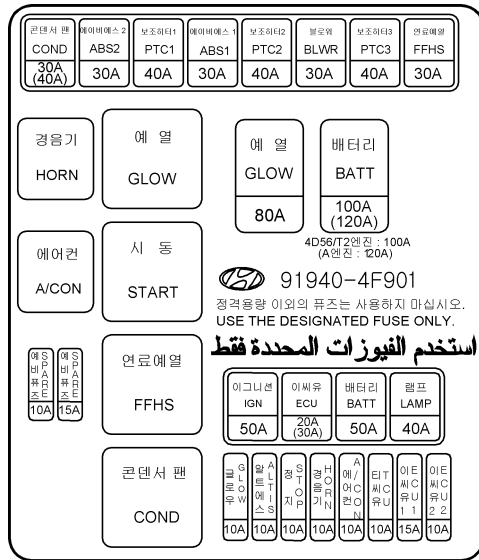 콘덴서 팬
COND
30A
(40A)
에이비에스 2
ABS2
30A
보조히터1
PTC1
40A
에이비에스 1
ABS1
30A
보조히터2
PTC2
40A
블로워
BLWR
30A
보조히터3
PTC3
40A
연료예열
FFHS
30A
경음기
HORN
예 열
GLOW
예 열
GLOW
80A
배터리
BATT
100A
(120A)
4D56/T2엔진 : 100A
(A엔진 : 120A)
에어컨
A/CON
시 동
START
91940-4F901
정격용량 이외의 퓨즈는 사용하지 마십시오.
USE THE DESIGNATED FUSE ONLY.
استخدم الفيوزات المحددة فقط
예비퓨즈
SPARE
10A
예비퓨즈
SPARE
15A
연료예열
FFHS
이그니션
IGN
50A
이씨유
ECU
20A
(30A)
배터리
BATT
50A
램프
LAMP
40A
콘덴서 팬
COND
글로우
GLOW
10A
알트에스
ALTIS
10A
정지
STOP
10A
경음기
HORN
10A
에어컨
A/CON
10A
티씨유
TCU
10A
이씨유1
ECU1
15A
이씨유2
ECU2
10A